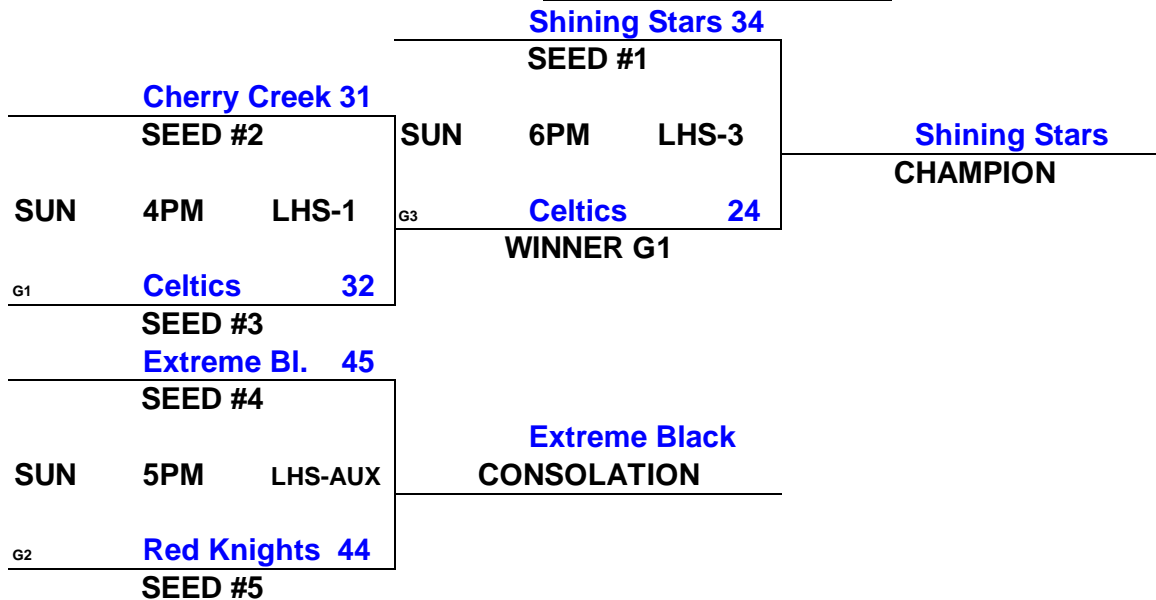 Shining Stars 34
SEED #1
Cherry Creek 31
SEED #2
SUN 6PM LHS-3
Shining Stars
CHAMPION
SUN 4PM LHS-1
G3 Celtics 24
WINNER G1
G1 Celtics 32
SEED #3
Extreme Bl. 45
SEED #4
Extreme Black
CONSOLATION
SUN 5PM LHS-AUX
G2 Red Knights 44
SEED #5